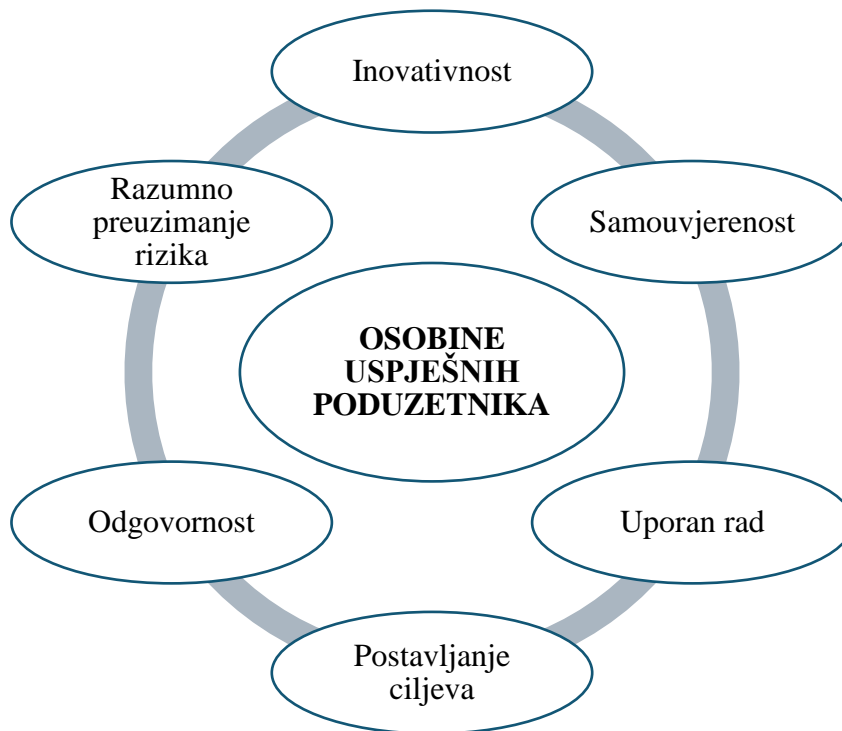 Inovativnost
Razumno
preuzimanje
rizika
Samouvjerenost
OSOBINE
USPJEŠNIH
PODUZETNIKA
Odgovornost
Uporan rad
Postavljanje
ciljeva